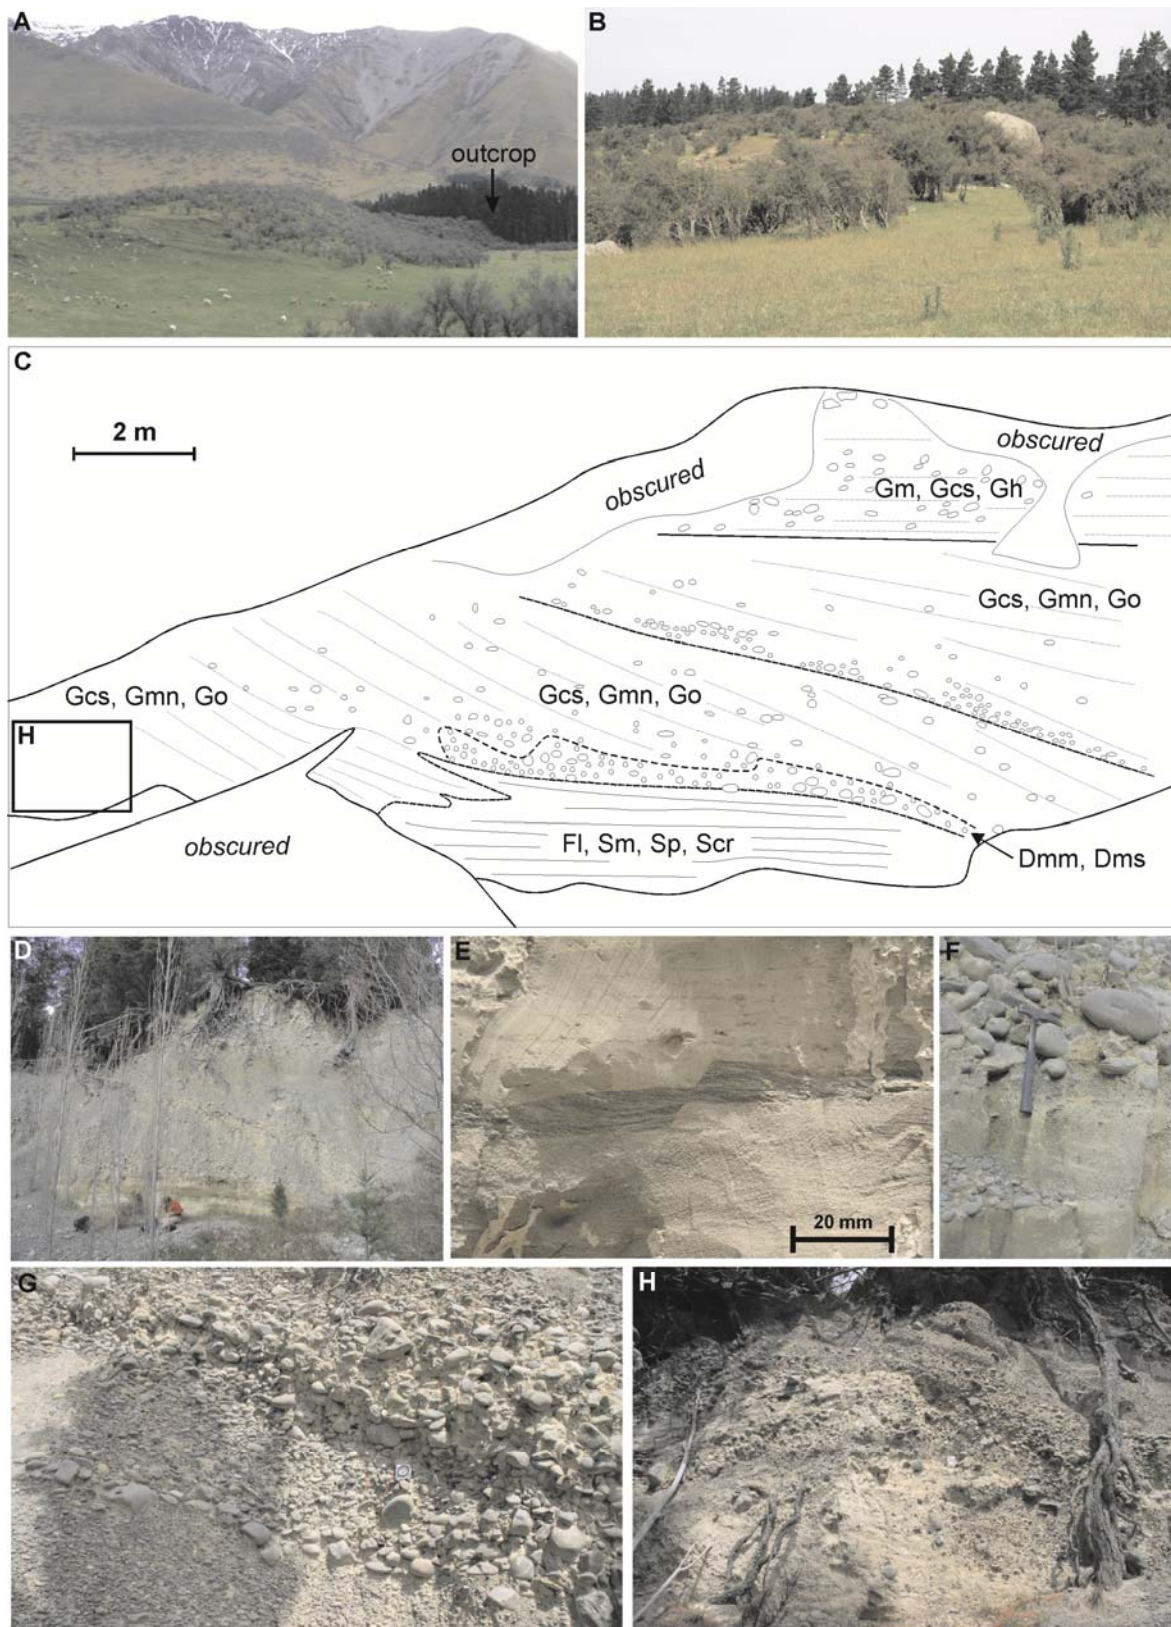 A
outcrop
B
C
2 m
obscured
obscured
Gm, Gcs, Gh
Gcs, Gmn, Go
Gcs, Gmn, Go
Gcs, Gmn, Go
H
obscured
Fl, Sm, Sp, Scr
Dmm, Dms
D
E
20 mm
F
G
H